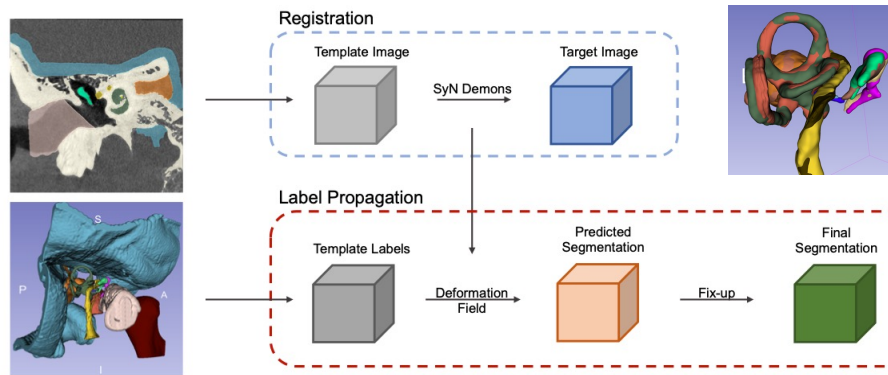 Registration
Template Image
Target Image
SyN Demons
Label Propagation
Template Labels
Predicted
Segmentation
Final
Segmentation
Deformation
Field
Fix-up
S
P
A
I